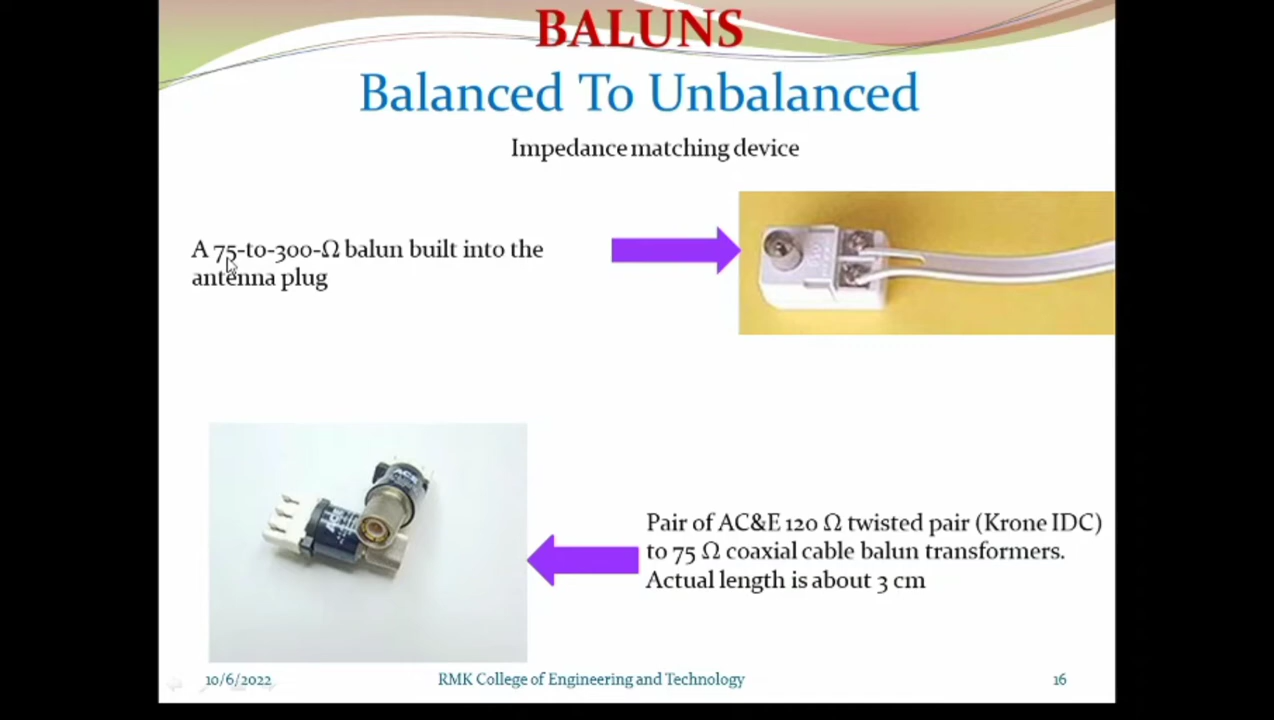 BALUNS
Balanced To Unbalanced
Impedance matching device
A 75-to-300-Ω balun built into the
antenna plug
Pair of AC&E 120 Ω twisted pair (Krone IDC)
to 75 Ω coaxial cable balun transformers.
Actual length is about 3 cm
10/6/2022
RMK College of Engineering and Technology
16